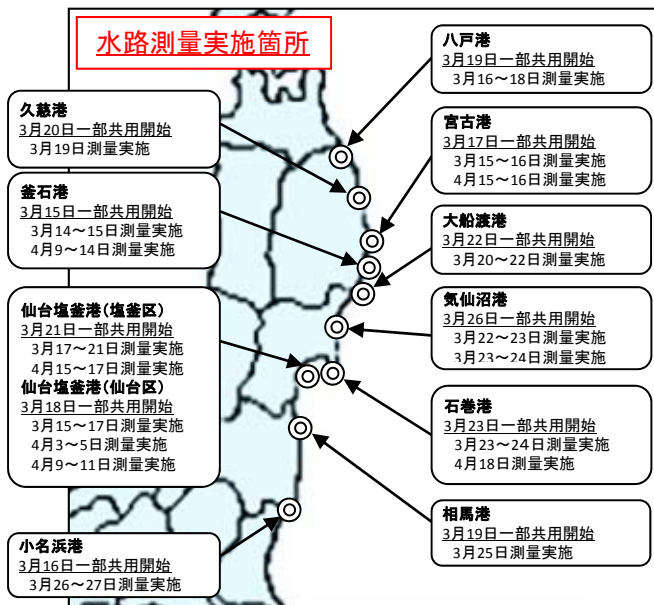 水路測量実施箇所
八戸港
3月19日一部共用開始
3月16～18日測量実施
久慈港
3月20日一部共用開始
3月19日測量実施
宮古港
3月17日一部共用開始
3月15～16日測量実施
4月15～16日測量実施
釜石港
3月15日一部共用開始
3月14～15日測量実施
4月9～14日測量実施
大船渡港
3月22日一部共用開始
3月20～22日測量実施
仙台塩釜港(塩釜区)
3月21日一部共用開始
3月17～21日測量実施
4月15～17日測量実施
仙台塩釜港(仙台区)
3月18日一部共用開始
3月15～17日測量実施
4月3～5日測量実施
4月9～11日測量実施
気仙沼港
3月26日一部共用開始
3月22～23日測量実施
3月23～24日測量実施
石巻港
3月23日一部共用開始
3月23～24日測量実施
4月18日測量実施
相馬港
3月19日一部共用開始
3月25日測量実施
小名浜港
3月16日一部共用開始
3月26～27日測量実施